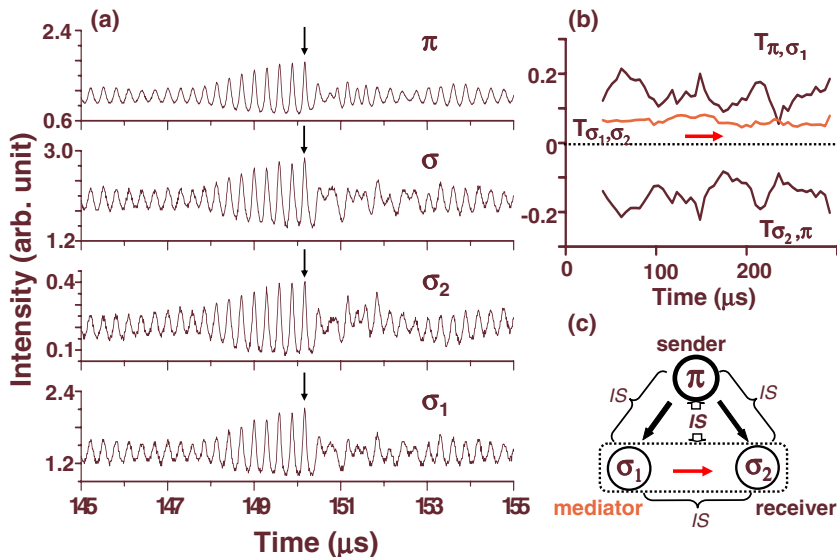 (a)
Intensity (arb. unit)
2.4
0.6
π
3.0
1.2
σ
0.4
0.1
σ₂
2.4
1.2
σ₁
145 147 149 151 153 155
Time (μs)
(b)
0.2
0
-0.2
Tπ,σ₁
Tσ₁,σ₂
Tσ₂,π
0 100 200
Time (μs)
(c)
sender
π
IS IS
IS
σ₁ σ₂
mediator receiver
IS